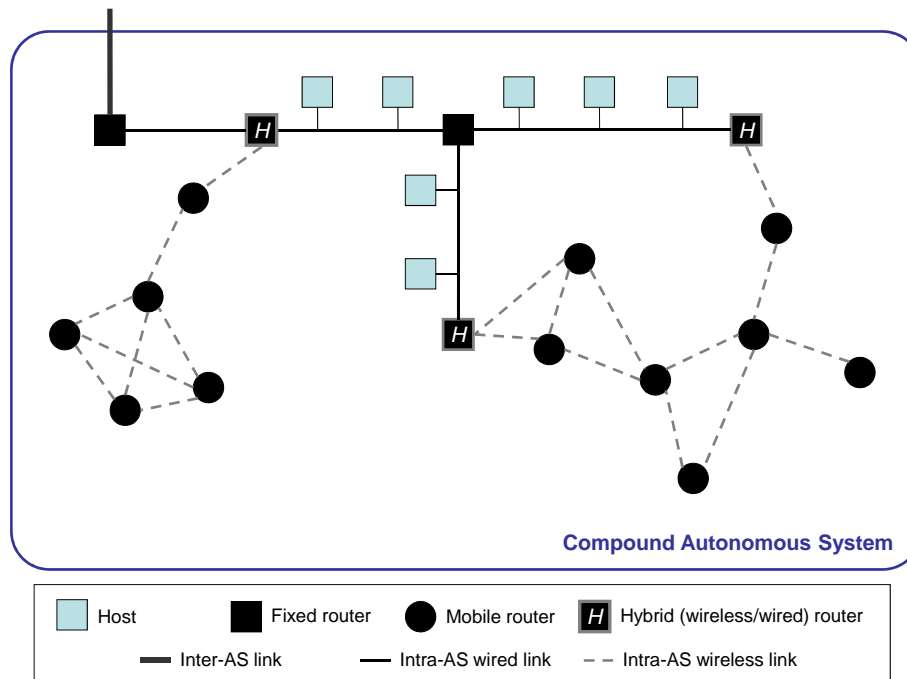 H
H
H
Compound Autonomous System
Host
Fixed router
Mobile router
H
Hybrid (wireless/wired) router
Inter-AS link
Intra-AS wired link
Intra-AS wireless link